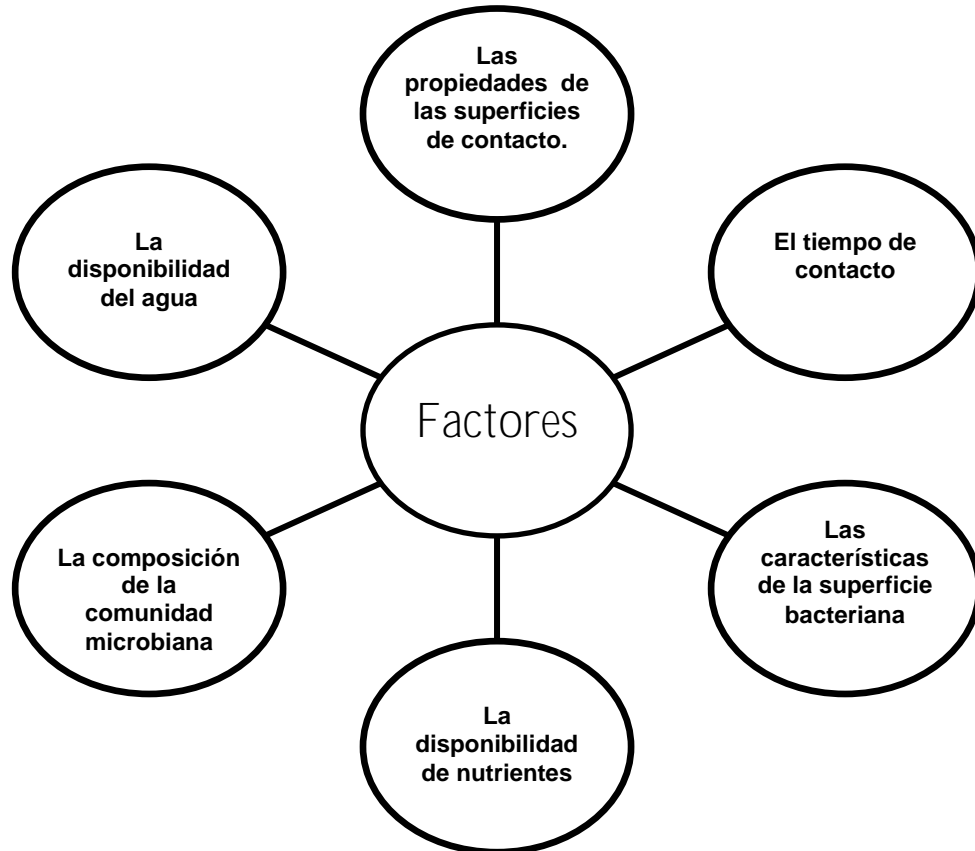 Las
propiedades de
las superficies
de contacto.
La
disponibilidad
del agua
El tiempo de
contacto
Factores
La composición
de la
comunidad
microbiana
Las
características
de la superficie
bacteriana
La
disponibilidad
de nutrientes